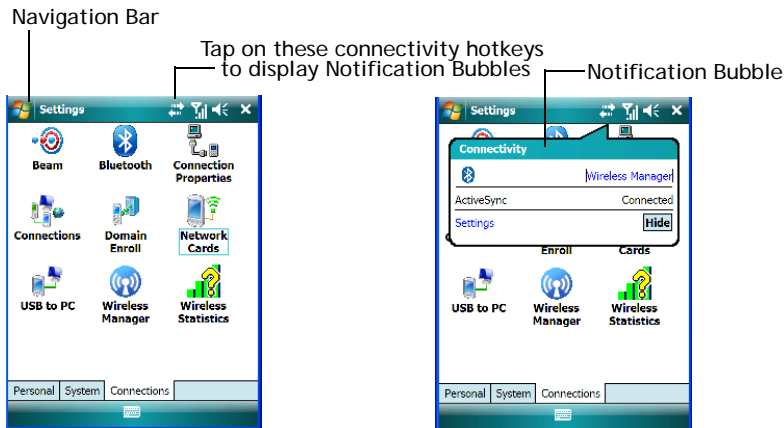 Navigation Bar
Tap on these connectivity hotkeys
to display Notification Bubbles
Notification Bubble
Settings
Beam
Bluetooth
Connection
Properties
Connections
Domain
Enroll
Network
Cards
USB to PC
Wireless
Manager
Wireless
Statistics
Personal System Connections
Settings
Connectivity
Wireless Manager
ActiveSync Connected
Settings Hide
Enroll
Cards
USB to PC
Wireless
Manager
Wireless
Statistics
Personal System Connections